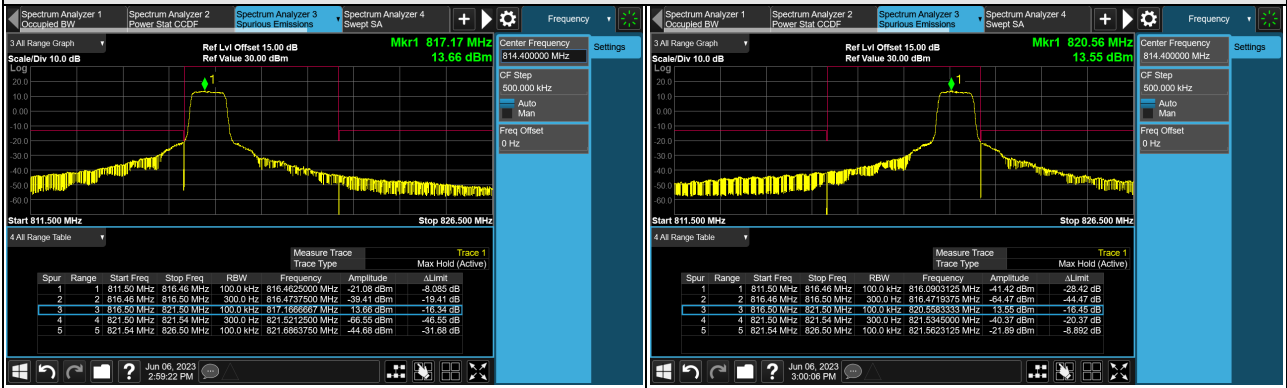 Spectrum Analyzer 1
Occupied BW
Spectrum Analyzer 2
Power Stat CCDF
Spectrum Analyzer 3
Spurious Emissions
Spectrum Analyzer 4
Swept SA
+
Frequency
3 All Range Graph
Scale/Div 10.0 dB
Ref Lvl Offset 15.00 dB
Ref Value 30.00 dBm
Mkr1 817.17 MHz
13.66 dBm
Log
20.0
10.0
0.00
-10.0
-20.0
-30.0
-40.0
-50.0
-60.0
1
Start 811.500 MHz
Stop 826.500 MHz
Center Frequency
814.400000 MHz
Settings
CF Step
500.000 kHz
Auto
Man
Freq Offset
0 Hz
4 All Range Table
Measure Trace Trace 1
Trace Type Max Hold (Active)
Spur Range Start Freq Stop Freq RBW Frequency Amplitude ΔLimit
1 1 811.50 MHz 816.46 MHz 100.0 kHz 816.4625000 MHz -21.08 dBm -8.085 dB
2 2 816.46 MHz 816.50 MHz 300.0 Hz 816.4737500 MHz -39.41 dBm -19.41 dB
3 3 816.50 MHz 821.50 MHz 100.0 kHz 817.1666667 MHz 13.66 dBm -16.34 dB
4 4 821.50 MHz 821.54 MHz 300.0 Hz 821.5212500 MHz -66.55 dBm -46.55 dB
5 5 821.54 MHz 826.50 MHz 100.0 kHz 821.6863750 MHz -44.68 dBm -31.68 dB
?
Jun 06, 2023
2:59:22 PM
Spectrum Analyzer 1
Occupied BW
Spectrum Analyzer 2
Power Stat CCDF
Spectrum Analyzer 3
Spurious Emissions
Spectrum Analyzer 4
Swept SA
+
Frequency
3 All Range Graph
Scale/Div 10.0 dB
Ref Lvl Offset 15.00 dB
Ref Value 30.00 dBm
Mkr1 820.56 MHz
13.55 dBm
Log
20.0
10.0
0.00
-10.0
-20.0
-30.0
-40.0
-50.0
-60.0
1
Start 811.500 MHz
Stop 826.500 MHz
Center Frequency
814.400000 MHz
Settings
CF Step
500.000 kHz
Auto
Man
Freq Offset
0 Hz
4 All Range Table
Measure Trace Trace 1
Trace Type Max Hold (Active)
Spur Range Start Freq Stop Freq RBW Frequency Amplitude ΔLimit
1 1 811.50 MHz 816.46 MHz 100.0 kHz 816.0903125 MHz -41.42 dBm -28.42 dB
2 2 816.46 MHz 816.50 MHz 300.0 Hz 816.4719375 MHz -64.47 dBm -44.47 dB
3 3 816.50 MHz 821.50 MHz 100.0 kHz 820.5583333 MHz 13.55 dBm -16.45 dB
4 4 821.50 MHz 821.54 MHz 300.0 Hz 821.5345000 MHz -40.37 dBm -20.37 dB
5 5 821.54 MHz 826.50 MHz 100.0 kHz 821.5623125 MHz -21.89 dBm -8.892 dB
?
Jun 06, 2023
3:00:06 PM